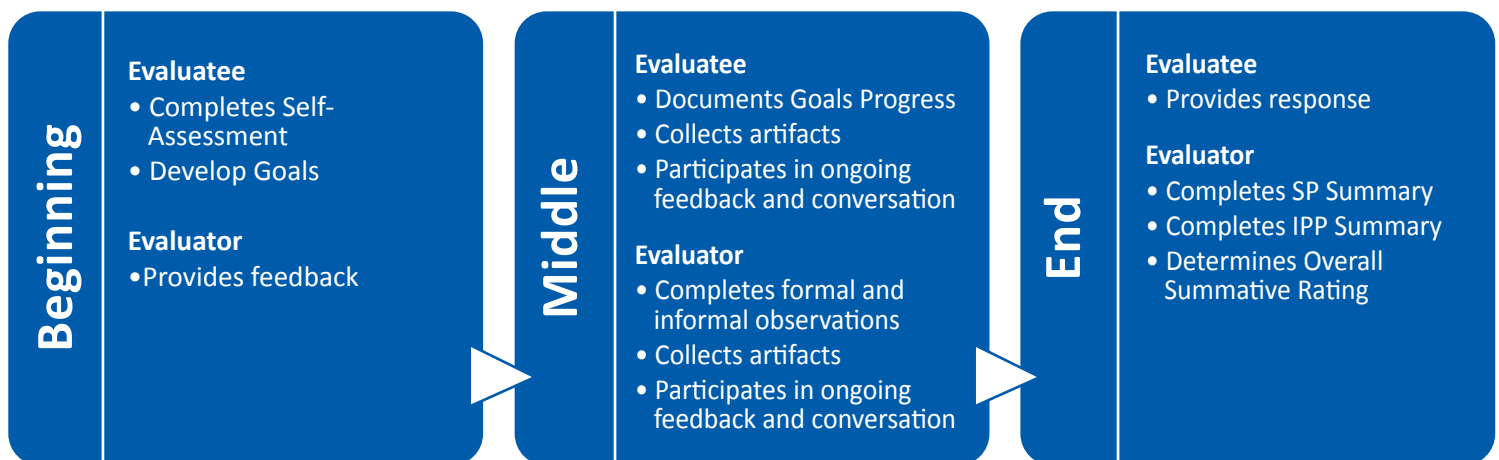 Beginning
Evaluatee
• Completes Self-
Assessment
• Develop Goals
Evaluator
•Provides feedback
Middle
Evaluatee
• Documents Goals Progress
• Collects artifacts
• Participates in ongoing
feedback and conversation
Evaluator
• Completes formal and
informal observations
• Collects artifacts
• Participates in ongoing
feedback and conversation
End
Evaluatee
• Provides response
Evaluator
• Completes SP Summary
• Completes IPP Summary
• Determines Overall
Summative Rating